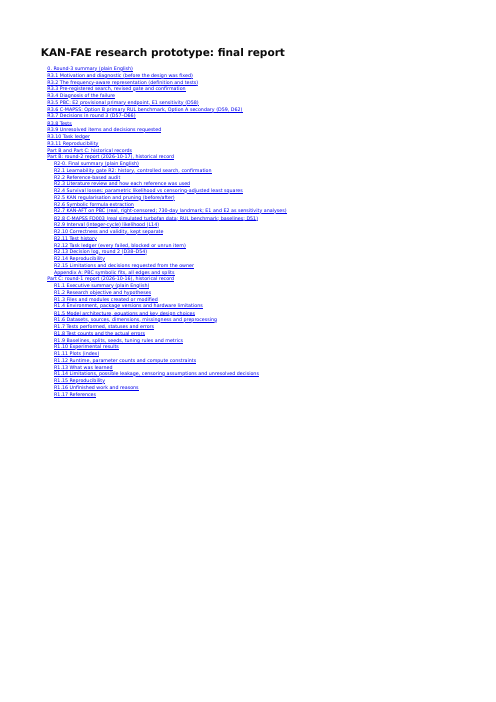 KAN-FAE research prototype: final report
0. Round-3 summary (plain English)
R3.1 Motivation and diagnostic (before the design was fixed)
R3.2 The frequency-aware representation (definition and tests)
R3.3 Pre-registered search, revised gate and confirmation
R3.4 Diagnosis of the failure
R3.5 PBC: E2 provisional primary endpoint, E1 sensitivity (D58)
R3.6 C-MAPSS: Option B primary RUL benchmark, Option A secondary (D59, D62)
R3.7 Decisions in round 3 (D57–D66)
R3.8 Tests
R3.9 Unresolved items and decisions requested
R3.10 Task ledger
R3.11 Reproducibility
Part B and Part C: historical records
Part B: round-2 report (2026-10-17), historical record
R2-0. Final summary (plain English)
R2.1 Learnability gate R2: history, controlled search, confirmation
R2.2 Reference-based audit
R2.3 Literature review and how each reference was used
R2.4 Survival losses: parametric likelihood vs censoring-adjusted least squares
R2.5 KAN regularisation and pruning (before/after)
R2.6 Symbolic formula extraction
R2.7 KAN-AFT on PBC (real, right-censored; 730-day landmark; E1 and E2 as sensitivity analyses)
R2.8 C-MAPSS FD003 (real simulated turbofan data; RUL benchmark; baselines, D51)
R2.9 Interval (integer-cycle) likelihood (L14)
R2.10 Correctness and validity, kept separate
R2.11 Test history
R2.12 Task ledger (every failed, blocked or unrun item)
R2.13 Decision log, round 2 (D38–D54)
R2.14 Reproducibility
R2.15 Limitations and decisions requested from the owner
Appendix A: PBC symbolic fits, all edges and splits
Part C: round-1 report (2026-10-16), historical record
R1.1 Executive summary (plain English)
R1.2 Research objective and hypotheses
R1.3 Files and modules created or modified
R1.4 Environment, package versions and hardware limitations
R1.5 Model architecture, equations and key design choices
R1.6 Datasets, sources, dimensions, missingness and preprocessing
R1.7 Tests performed, statuses and errors
R1.8 Test counts and the actual errors
R1.9 Baselines, splits, seeds, tuning rules and metrics
R1.10 Experimental results
R1.11 Plots (index)
R1.12 Runtime, parameter counts and compute constraints
R1.13 What was learned
R1.14 Limitations, possible leakage, censoring assumptions and unresolved decisions
R1.15 Reproducibility
R1.16 Unfinished work and reasons
R1.17 References